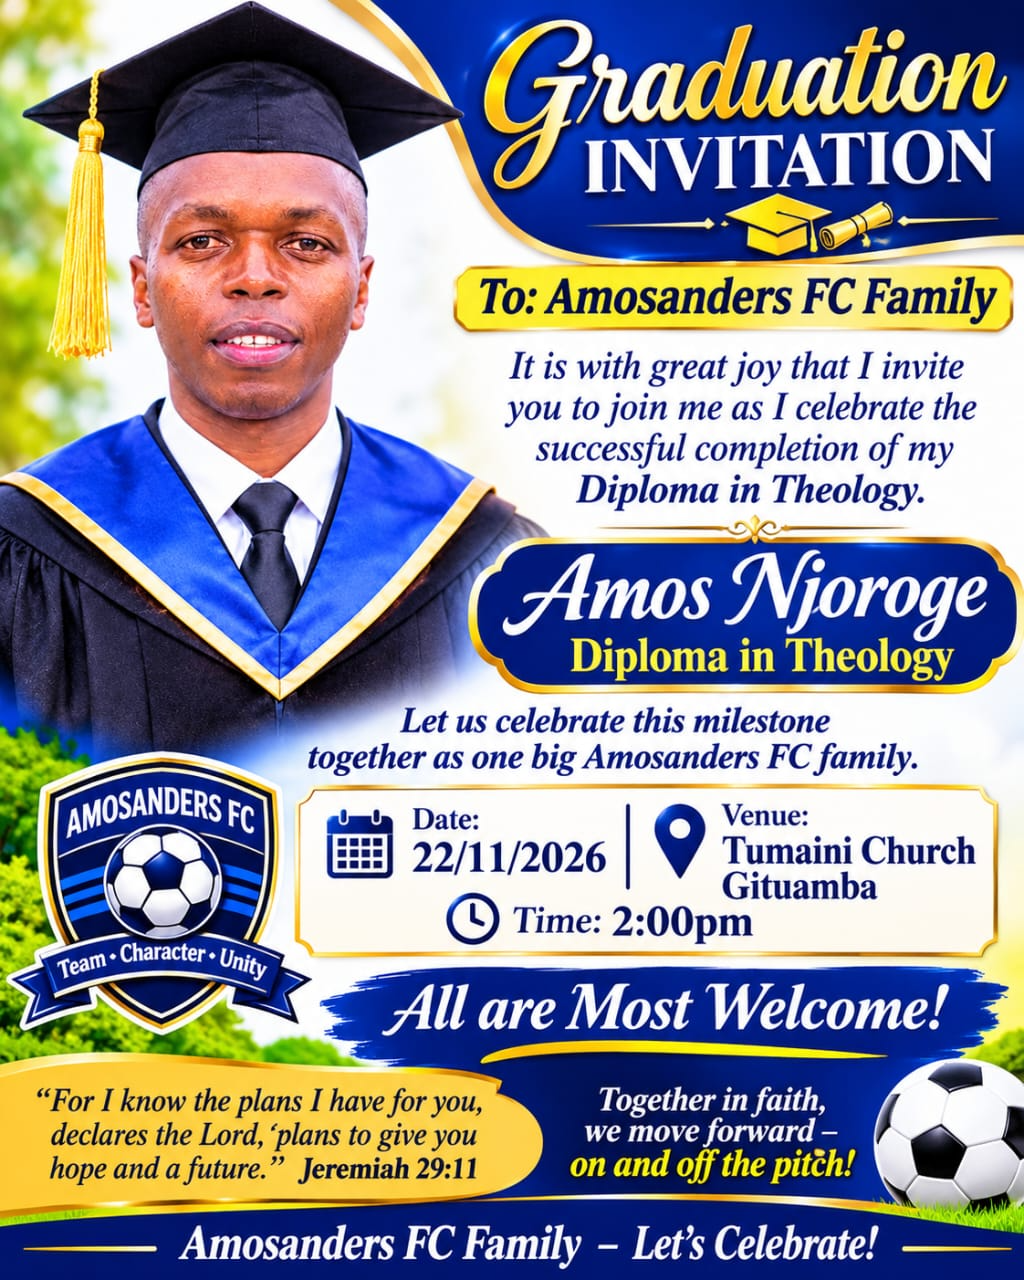 Graduation
INVITATION
To: Amosanders FC Family
It is with great joy that I invite
you to join me as I celebrate the
successful completion of my
Diploma in Theology.
Amos Njoroge
Diploma in Theology
Let us celebrate this milestone
together as one big Amosanders FC family.
AMOSANDERS FC
Team • Character • Unity
Date:
22/11/2026
Venue:
Tumaini Church
Gituamba
Time: 2:00pm
All are Most Welcome!
“For I know the plans I have for you,
declares the Lord, ‘plans to give you
hope and a future.” Jeremiah 29:11
Together in faith,
we move forward –
on and off the pitch!
Amosanders FC Family – Let's Celebrate!